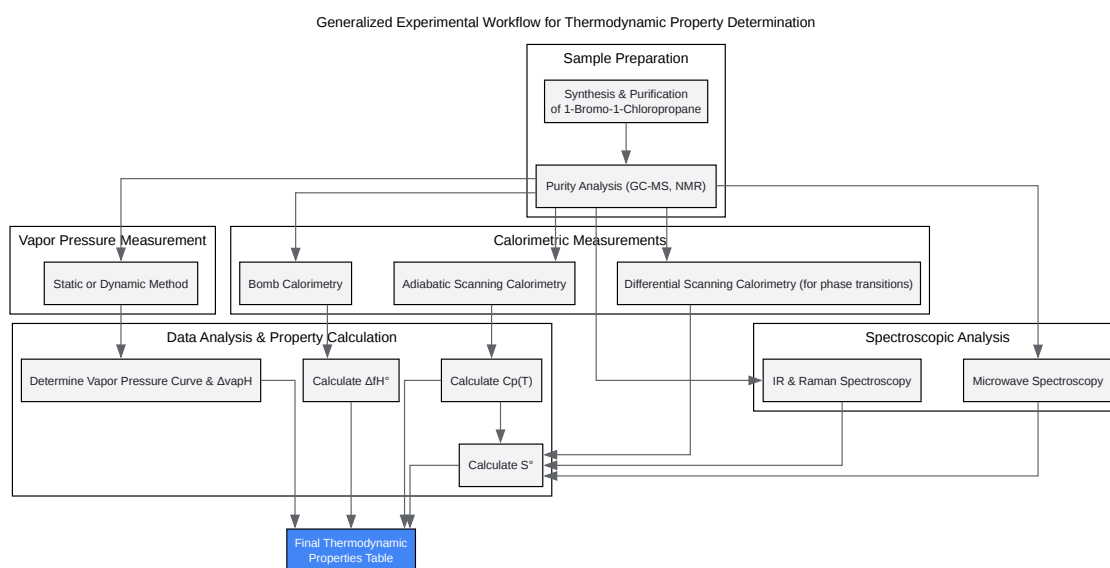 Generalized Experimental Workflow for Thermodynamic Property Determination
Sample Preparation
Synthesis & Purification
of 1-Bromo-1-Chloropropane
Purity Analysis (GC-MS, NMR)
Vapor Pressure Measurement
Calorimetric Measurements
Static or Dynamic Method
Bomb Calorimetry
Adiabatic Scanning Calorimetry
Differential Scanning Calorimetry (for phase transitions)
Data Analysis & Property Calculation
Spectroscopic Analysis
Determine Vapor Pressure Curve & ΔvapH
Calculate ΔfH°
Calculate Cp(T)
IR & Raman Spectroscopy
Microwave Spectroscopy
Calculate S°
Final Thermodynamic
Properties Table